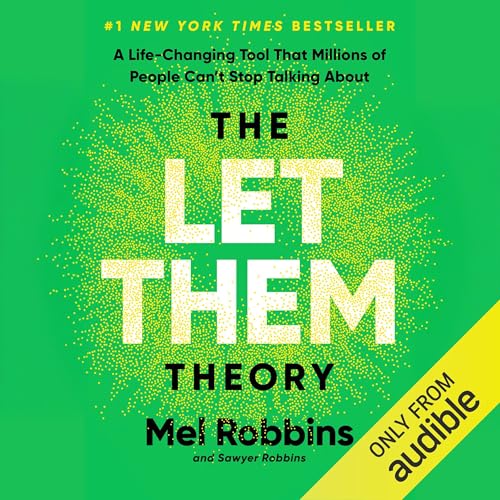 #1 NEW YORK TIMES BESTSELLER
A Life-Changing Tool That Millions of
People Can't Stop Talking About
THE
LET
THEM
THEORY
Mel Robbins
and Sawyer Robbins
ONLY FROM
audible